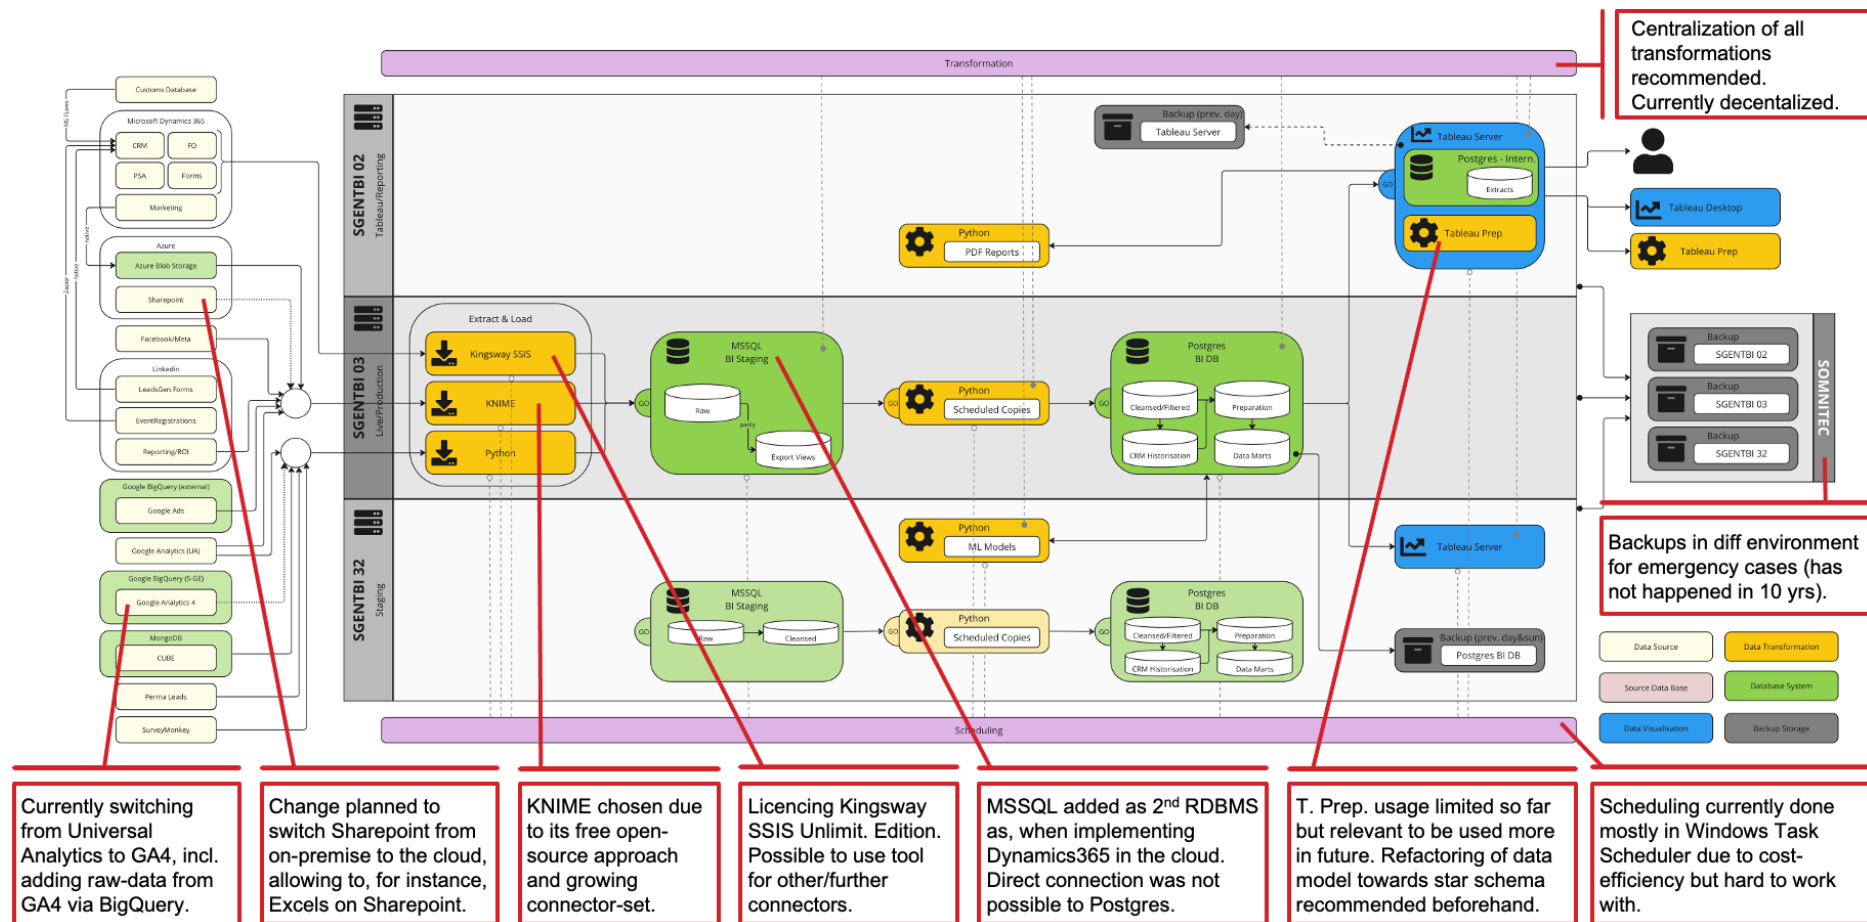 Centralization of all
transformations
recommended.
Currently decentalized.
Transformation
Customs Database
MS FLows
Microsoft Dynamics 365
CRM
FO
PSA
Forms
Marketing
native
Zapier
native
Azure
Azure Blob Storage
Sharepoint
Facebook/Meta
Linkedin
LeadsGen Forms
EventRegistrations
Reporting/ROI
Google BigQuery (external)
Google Ads
Google Analytics (UA)
Google BigQuery (S-GE)
Google Analytics 4
MongoDB
CUBE
Perma Leads
SurveyMonkey
SGENTBI 02
Tableau/Reporting
Backup (prev. day)
Tableau Server
Python
PDF Reports
Tableau Server
Postgres - Intern.
Extracts
GO
Tableau Prep
Tableau Desktop
Tableau Prep
SGENTBI 03
Live/Production
Extract & Load
Kingsway SSIS
KNIME
Python
GO
MSSQL
BI Staging
Raw
partly
Export Views
GO
Python
Scheduled Copies
GO
Postgres
BI DB
Cleansed/Filtered
Preparation
CRM Historisation
Data Marts
Backup
SGENTBI 02
Backup
SGENTBI 03
Backup
SGENTBI 32
SOMNITEC
SGENTBI 32
Staging
Python
ML Models
Tableau Server
GO
MSSQL
BI Staging
Raw
Cleansed
GO
Python
Scheduled Copies
GO
Postgres
BI DB
Cleansed/Filtered
Preparation
CRM Historisation
Data Marts
Backup (prev. day&sun)
Postgres BI DB
Scheduling
Backups in diff environment
for emergency cases (has
not happened in 10 yrs).
Data Source
Data Transformation
Source Data Base
Database System
Data Visualisation
Backup Storage
Currently switching
from Universal
Analytics to GA4, incl.
adding raw-data from
GA4 via BigQuery.
Change planned to
switch Sharepoint from
on-premise to the cloud,
allowing to, for instance,
Excels on Sharepoint.
KNIME chosen due
to its free open-
source approach
and growing
connector-set.
Licencing Kingsway
SSIS Unlimit. Edition.
Possible to use tool
for other/further
connectors.
MSSQL added as 2nd RDBMS
as, when implementing
Dynamics365 in the cloud.
Direct connection was not
possible to Postgres.
T. Prep. usage limited so far
but relevant to be used more
in future. Refactoring of data
model towards star schema
recommended beforehand.
Scheduling currently done
mostly in Windows Task
Scheduler due to cost-
efficiency but hard to work
with.